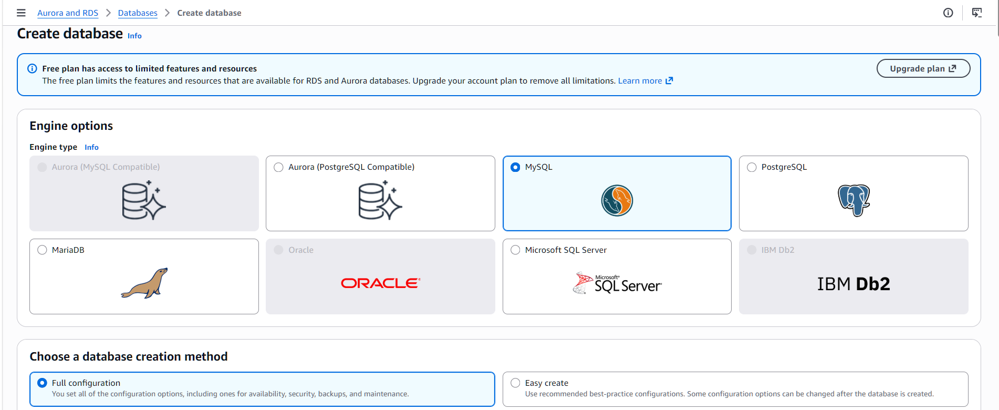 Aurora and RDS > Databases > Create database
Create database Info
Free plan has access to limited features and resources
The free plan limits the features and resources that are available for RDS and Aurora databases. Upgrade your account plan to remove all limitations. Learn more
Upgrade plan
Engine options
Engine type Info
Aurora (MySQL Compatible)
Aurora (PostgreSQL Compatible)
MySQL
PostgreSQL
MariaDB
Oracle
ORACLE®
Microsoft SQL Server
Microsoft®
SQL Server®
IBM Db2
IBM Db2
Choose a database creation method
Full configuration
You set all of the configuration options, including ones for availability, security, backups, and maintenance.
Easy create
Use recommended best-practice configurations. Some configuration options can be changed after the database is created.